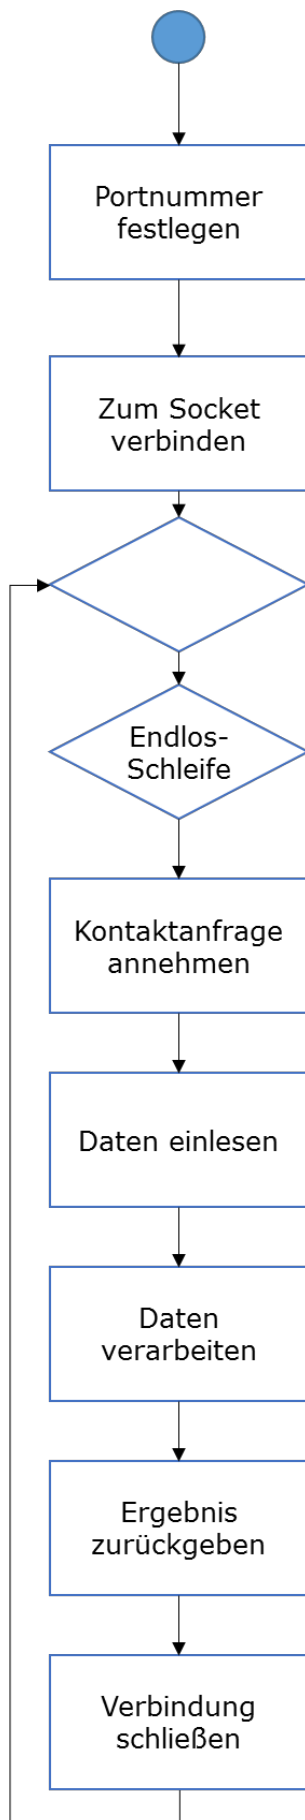 Portnummer
festlegen
Zum Socket
verbinden
Endlos-
Schleife
Kontaktanfrage
annehmen
Daten einlesen
Daten
verarbeiten
Ergebnis
zurückgeben
Verbindung
schließen